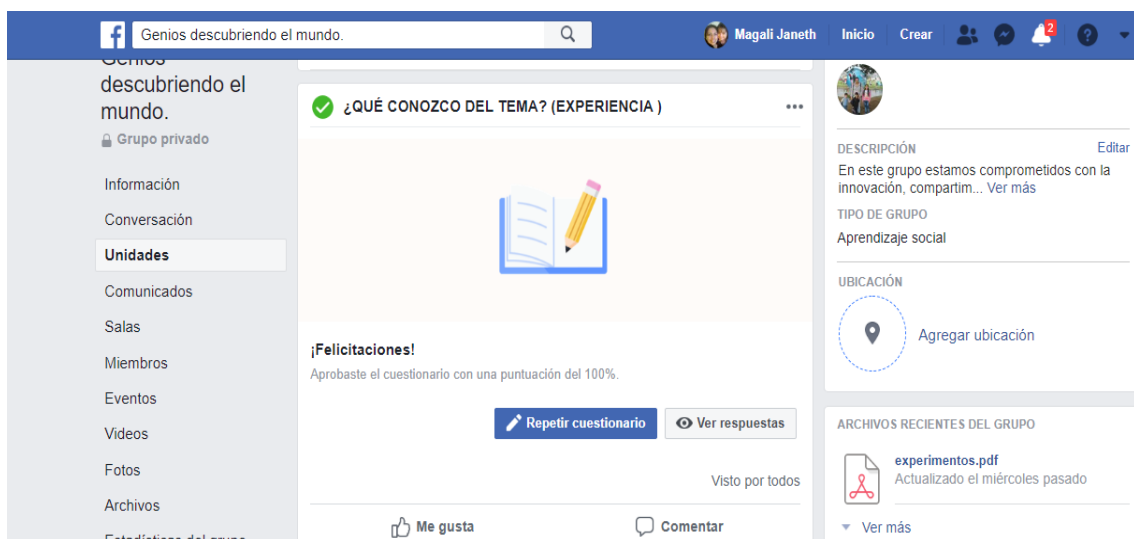 f
Genios descubriendo el mundo.
Magali Janeth
Inicio
Crear
2
?
Genios
descubriendo el
mundo.
Grupo privado
Información
Conversación
Unidades
Comunicados
Salas
Miembros
Eventos
Videos
Fotos
Archivos
Estadísticas del grupo
¿QUÉ CONOZCO DEL TEMA? (EXPERIENCIA )
¡Felicitaciones!
Aprobaste el cuestionario con una puntuación del 100%.
Repetir cuestionario
Ver respuestas
Visto por todos
Me gusta
Comentar
DESCRIPCIÓN
Editar
En este grupo estamos comprometidos con la
innovación, compartim... Ver más
TIPO DE GRUPO
Aprendizaje social
UBICACIÓN
Agregar ubicación
ARCHIVOS RECIENTES DEL GRUPO
experimentos.pdf
Actualizado el miércoles pasado
Ver más